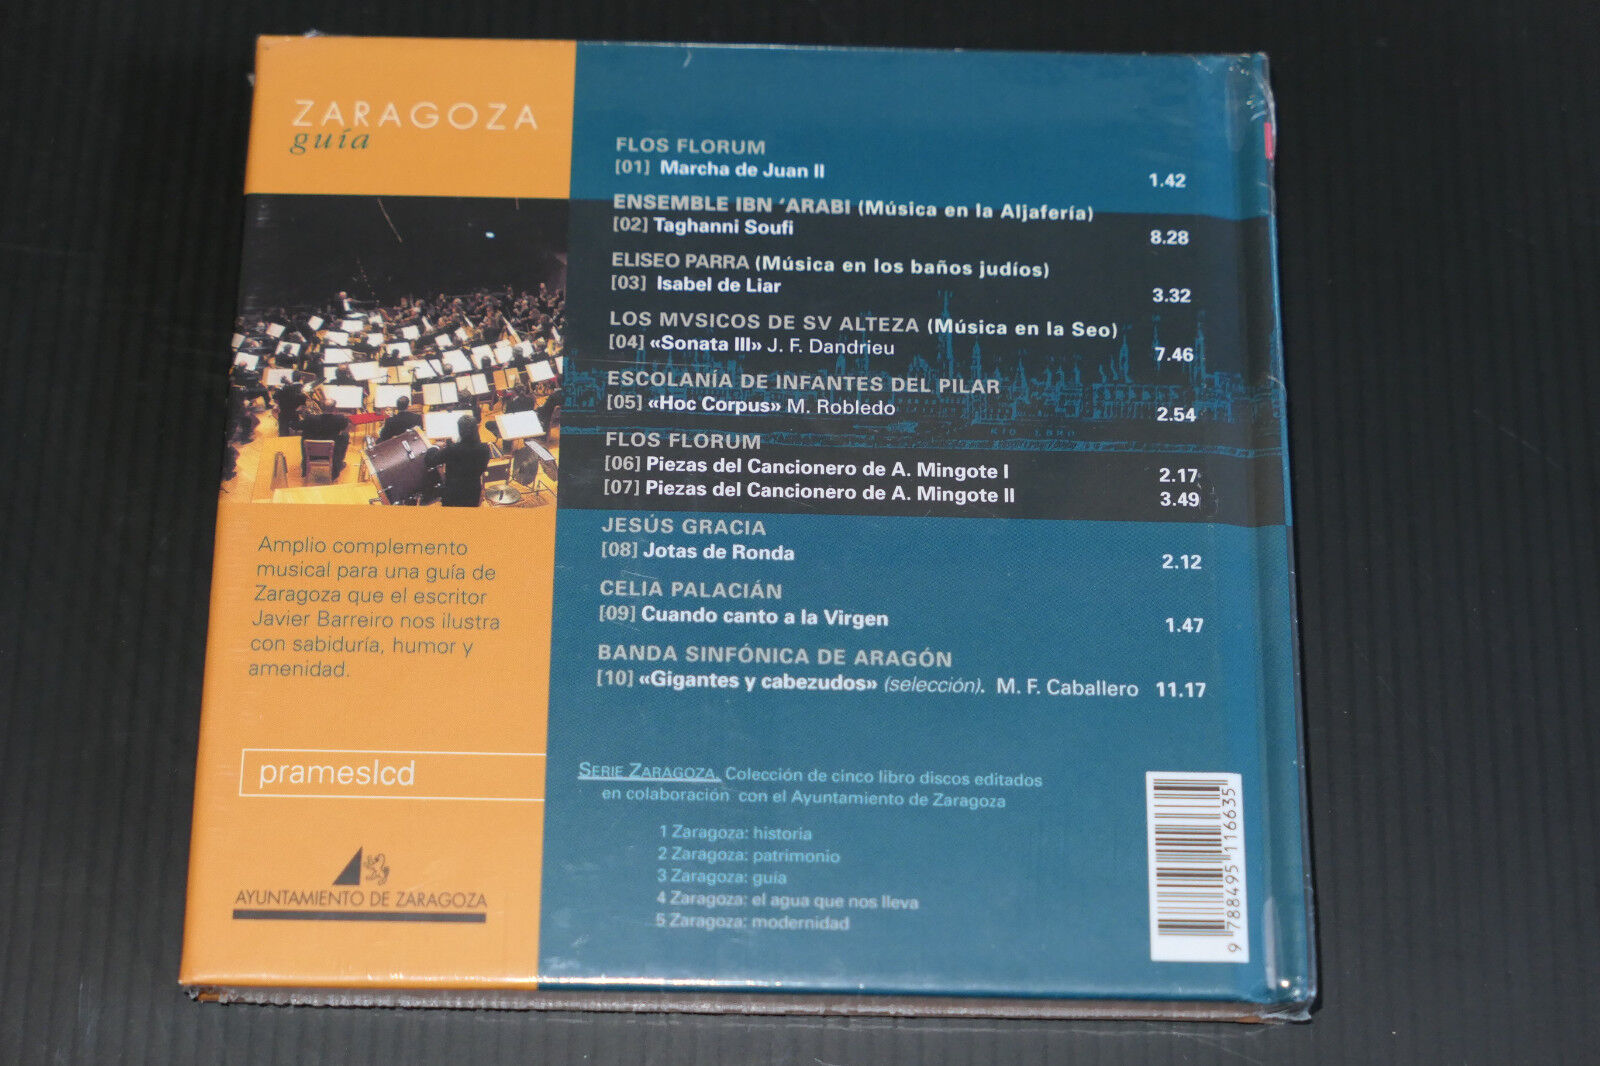 ZARAGOZA
guía
Amplio complemento
musical para una guía de
Zaragoza que el escritor
Javier Barreiro nos ilustra
con sabiduría, humor y
amenidad.
prameslcd
AYUNTAMIENTO DE ZARAGOZA
FLOS FLORUM
[01] Marcha de Juan II 1.42
ENSEMBLE IBN ‘ARABI (Música en la Aljafería)
[02] Taghanni Soufi 8.28
ELISEO PARRA (Música en los baños judíos)
[03] Isabel de Liar 3.32
LOS MVSICOS DE SV ALTEZA (Música en la Seo)
[04] «Sonata III» J. F. Dandrieu 7.46
ESCOLANÍA DE INFANTES DEL PILAR
[05] «Hoc Corpus» M. Robledo 2.54
RIO EBRO
FLOS FLORUM
[06] Piezas del Cancionero de A. Mingote I 2.17
[07] Piezas del Cancionero de A. Mingote II 3.49
JESÚS GRACIA
[08] Jotas de Ronda 2.12
CELIA PALACIÁN
[09] Cuando canto a la Virgen 1.47
BANDA SINFÓNICA DE ARAGÓN
[10] «Gigantes y cabezudos» (selección). M. F. Caballero 11.17
SERIE ZARAGOZA. Colección de cinco libro discos editados
en colaboración con el Ayuntamiento de Zaragoza
1 Zaragoza: historia
2 Zaragoza: patrimonio
3 Zaragoza: guía
4 Zaragoza: el agua que nos lleva
5 Zaragoza: modernidad
9 788495 116635